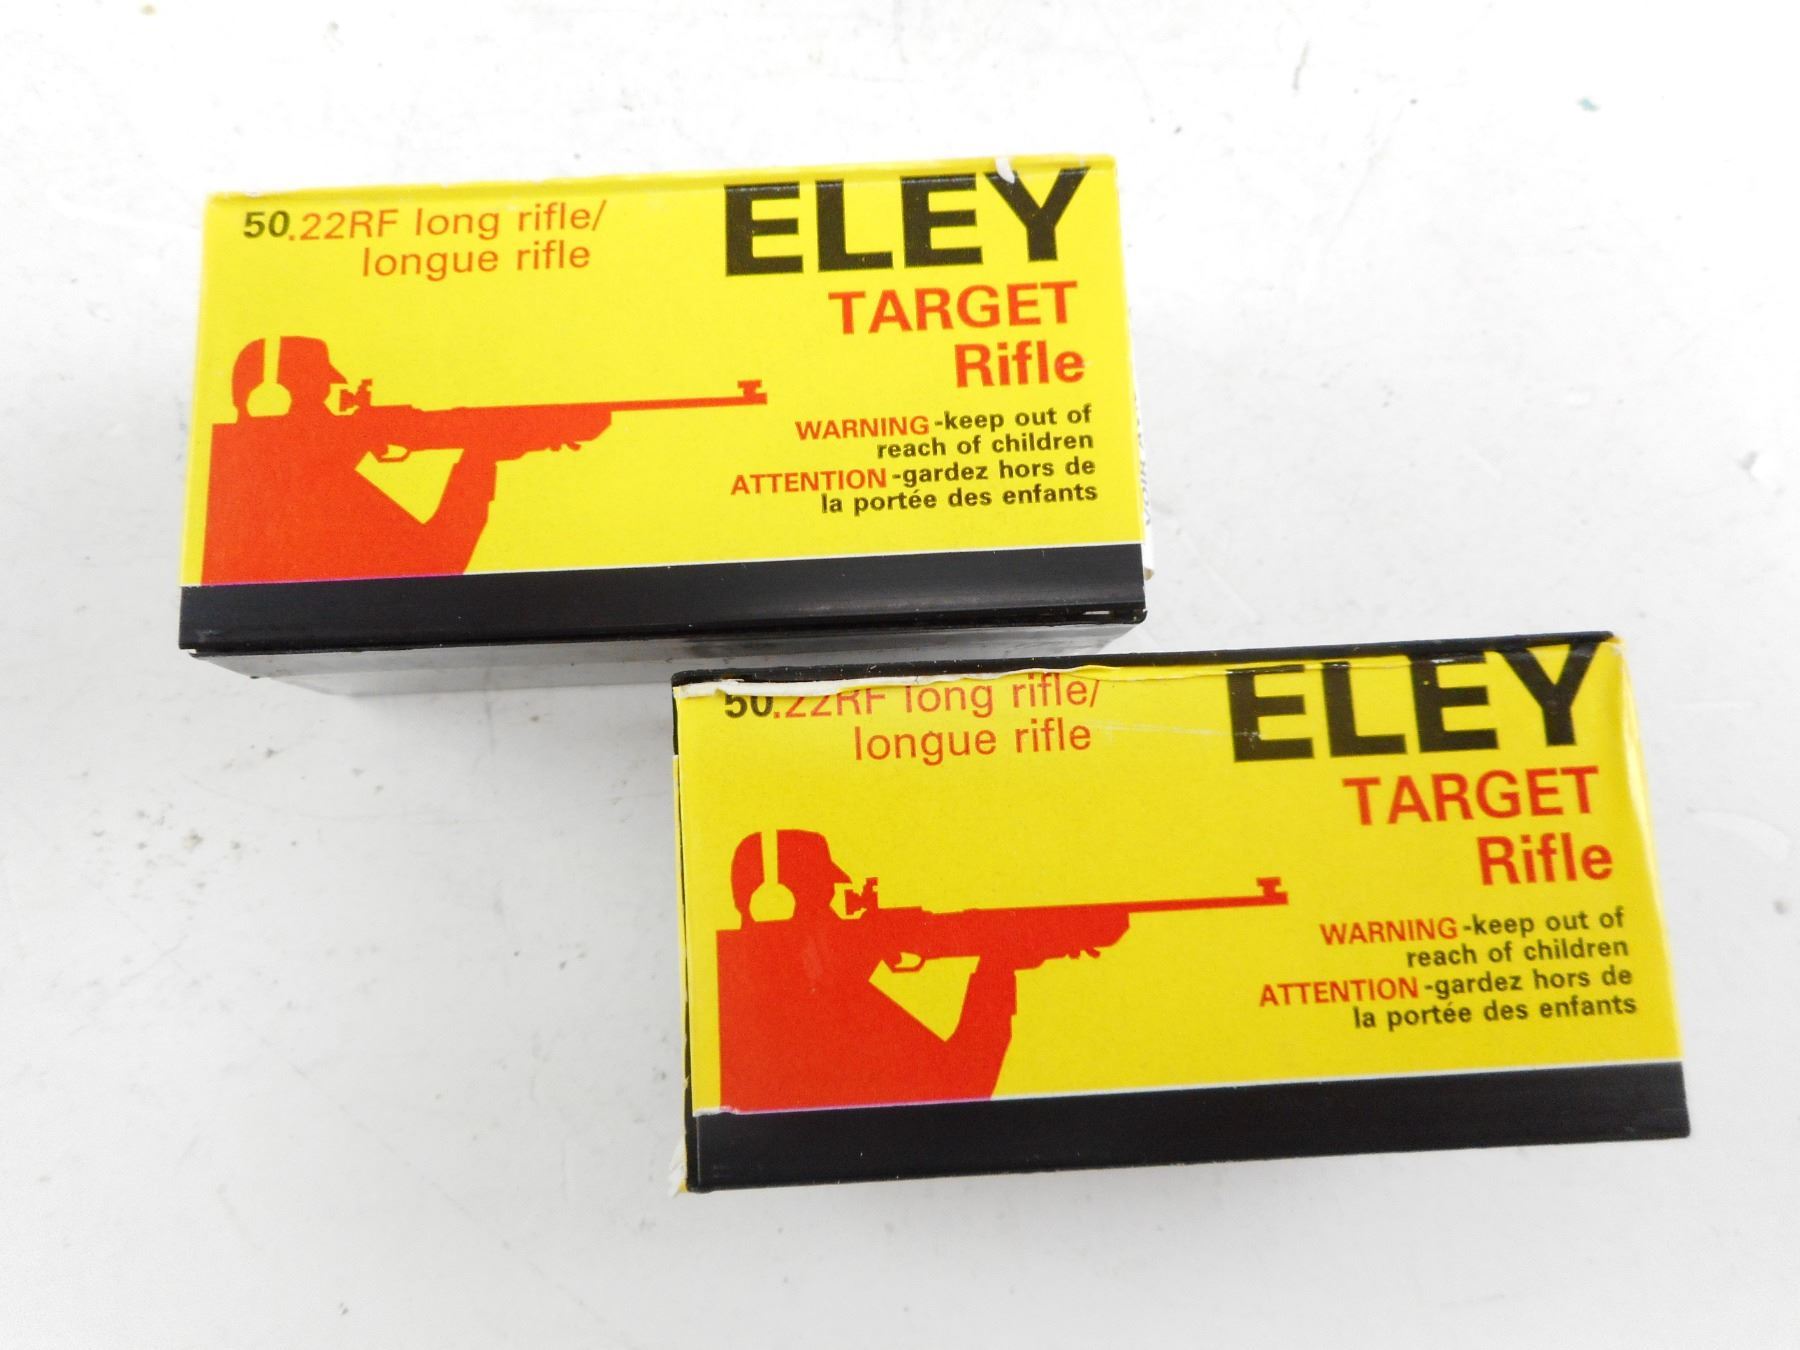 50.22RF long rifle/
longue rifle
ELEY
TARGET
Rifle
WARNING-keep out of
reach of children
ATTENTION-gardez hors de
la portée des enfants
50.22RF long rifle/
longue rifle
ELEY
TARGET
Rifle
WARNING-keep out of
reach of children
ATTENTION-gardez hors de
la portée des enfants